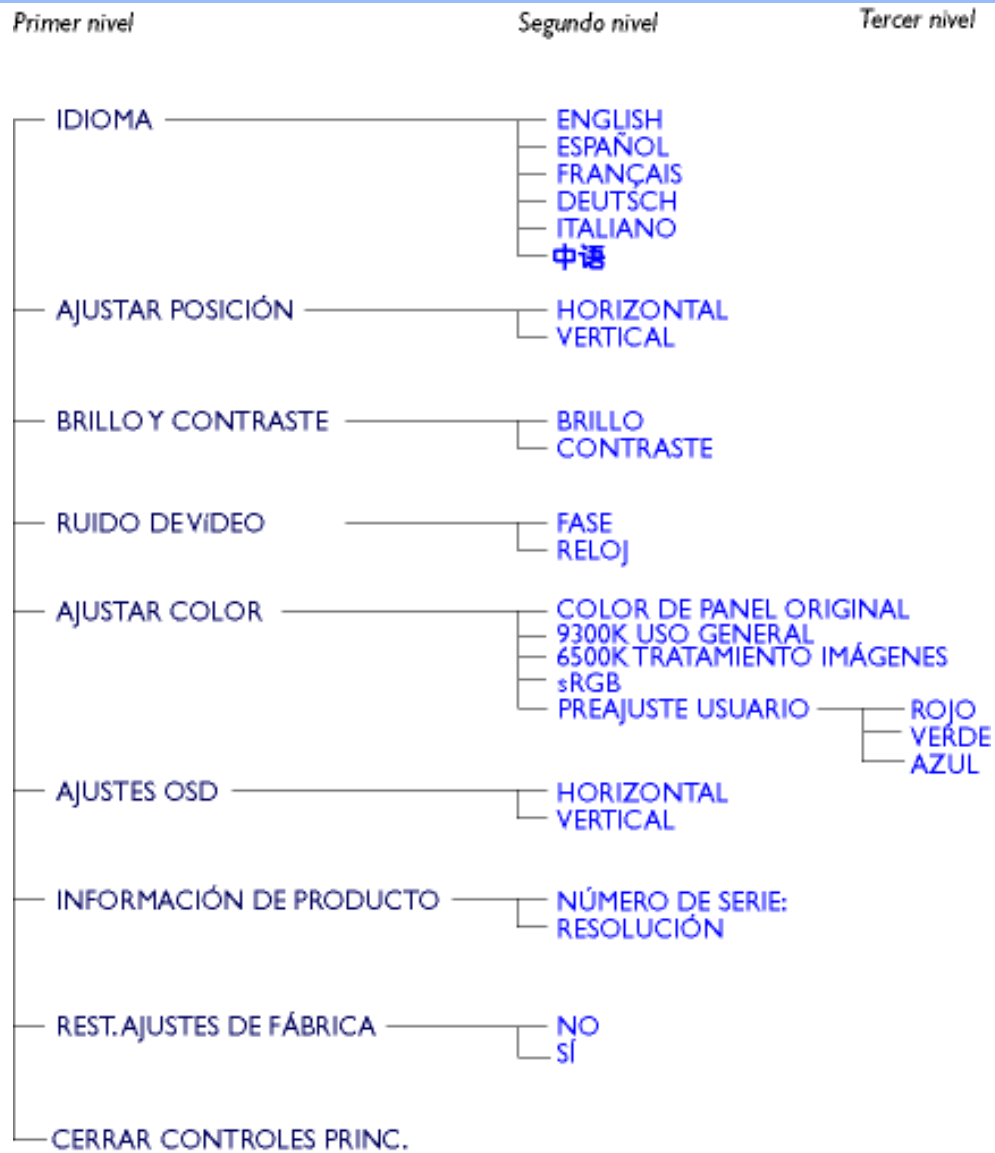 Primer nivel Segundo nivel Tercer nivel
IDIOMA ENGLISH
ESPAÑOL
FRANÇAIS
DEUTSCH
ITALIANO
中语
AJUSTAR POSICIÓN HORIZONTAL
VERTICAL
BRILLO Y CONTRASTE BRILLO
CONTRASTE
RUIDO DE VíDEO FASE
RELOJ
AJUSTAR COLOR COLOR DE PANEL ORIGINAL
9300K USO GENERAL
6500K TRATAMIENTO IMÁGENES
sRGB
PREAJUSTE USUARIO ROJO
VERDE
AZUL
AJUSTES OSD HORIZONTAL
VERTICAL
INFORMACIÓN DE PRODUCTO NÚMERO DE SERIE:
RESOLUCIÓN
REST. AJUSTES DE FÁBRICA NO
SÍ
CERRAR CONTROLES PRINC.